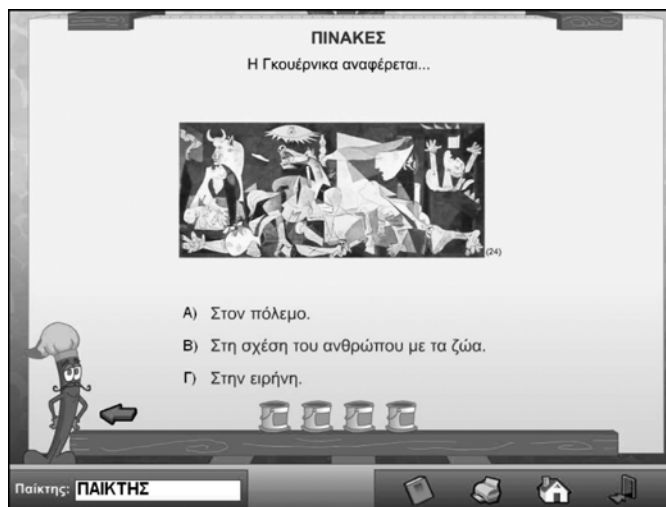 ΠΙΝΑΚΕΣ
Η Γκουέρνικα αναφέρεται...
(24)
Α) Στον πόλεμο.
Β) Στη σχέση του ανθρώπου με τα ζώα.
Γ) Στην ειρήνη.
Παίκτης: ΠΑΙΚΤΗΣ